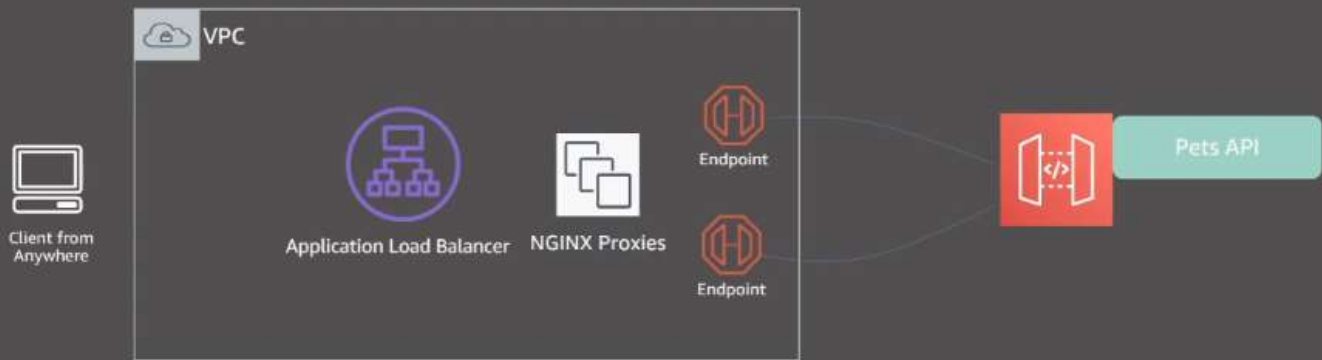 VPC
Client from
Anywhere
Application Load Balancer
NGINX Proxies
Endpoint
Endpoint
</>
Pets API